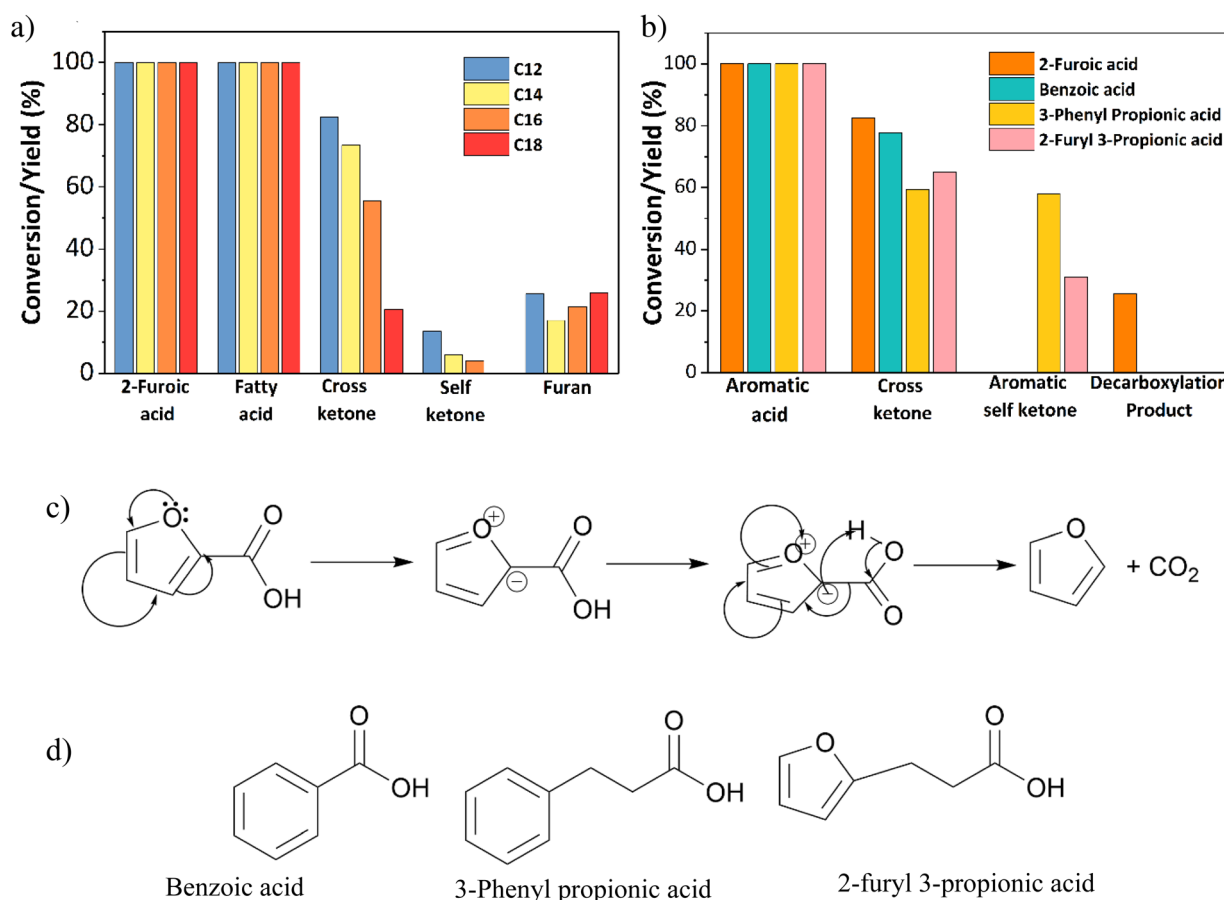 a)
Conversion/Yield (%)
100
80
60
40
20
0
C12
C14
C16
C18
2-Furoic acid
Fatty acid
Cross ketone
Self ketone
Furan
b)
Conversion/Yield (%)
100
80
60
40
20
0
2-Furoic acid
Benzoic acid
3-Phenyl Propionic acid
2-Furyl 3-Propionic acid
Aromatic acid
Cross ketone
Aromatic self ketone
Decarboxylation Product
c)
O
O
OH
O
+
−
O
OH
O
+
−
H
O
O
O
+ CO2
d)
O
OH
Benzoic acid
O
OH
3-Phenyl propionic acid
O
O
OH
2-furyl 3-propionic acid